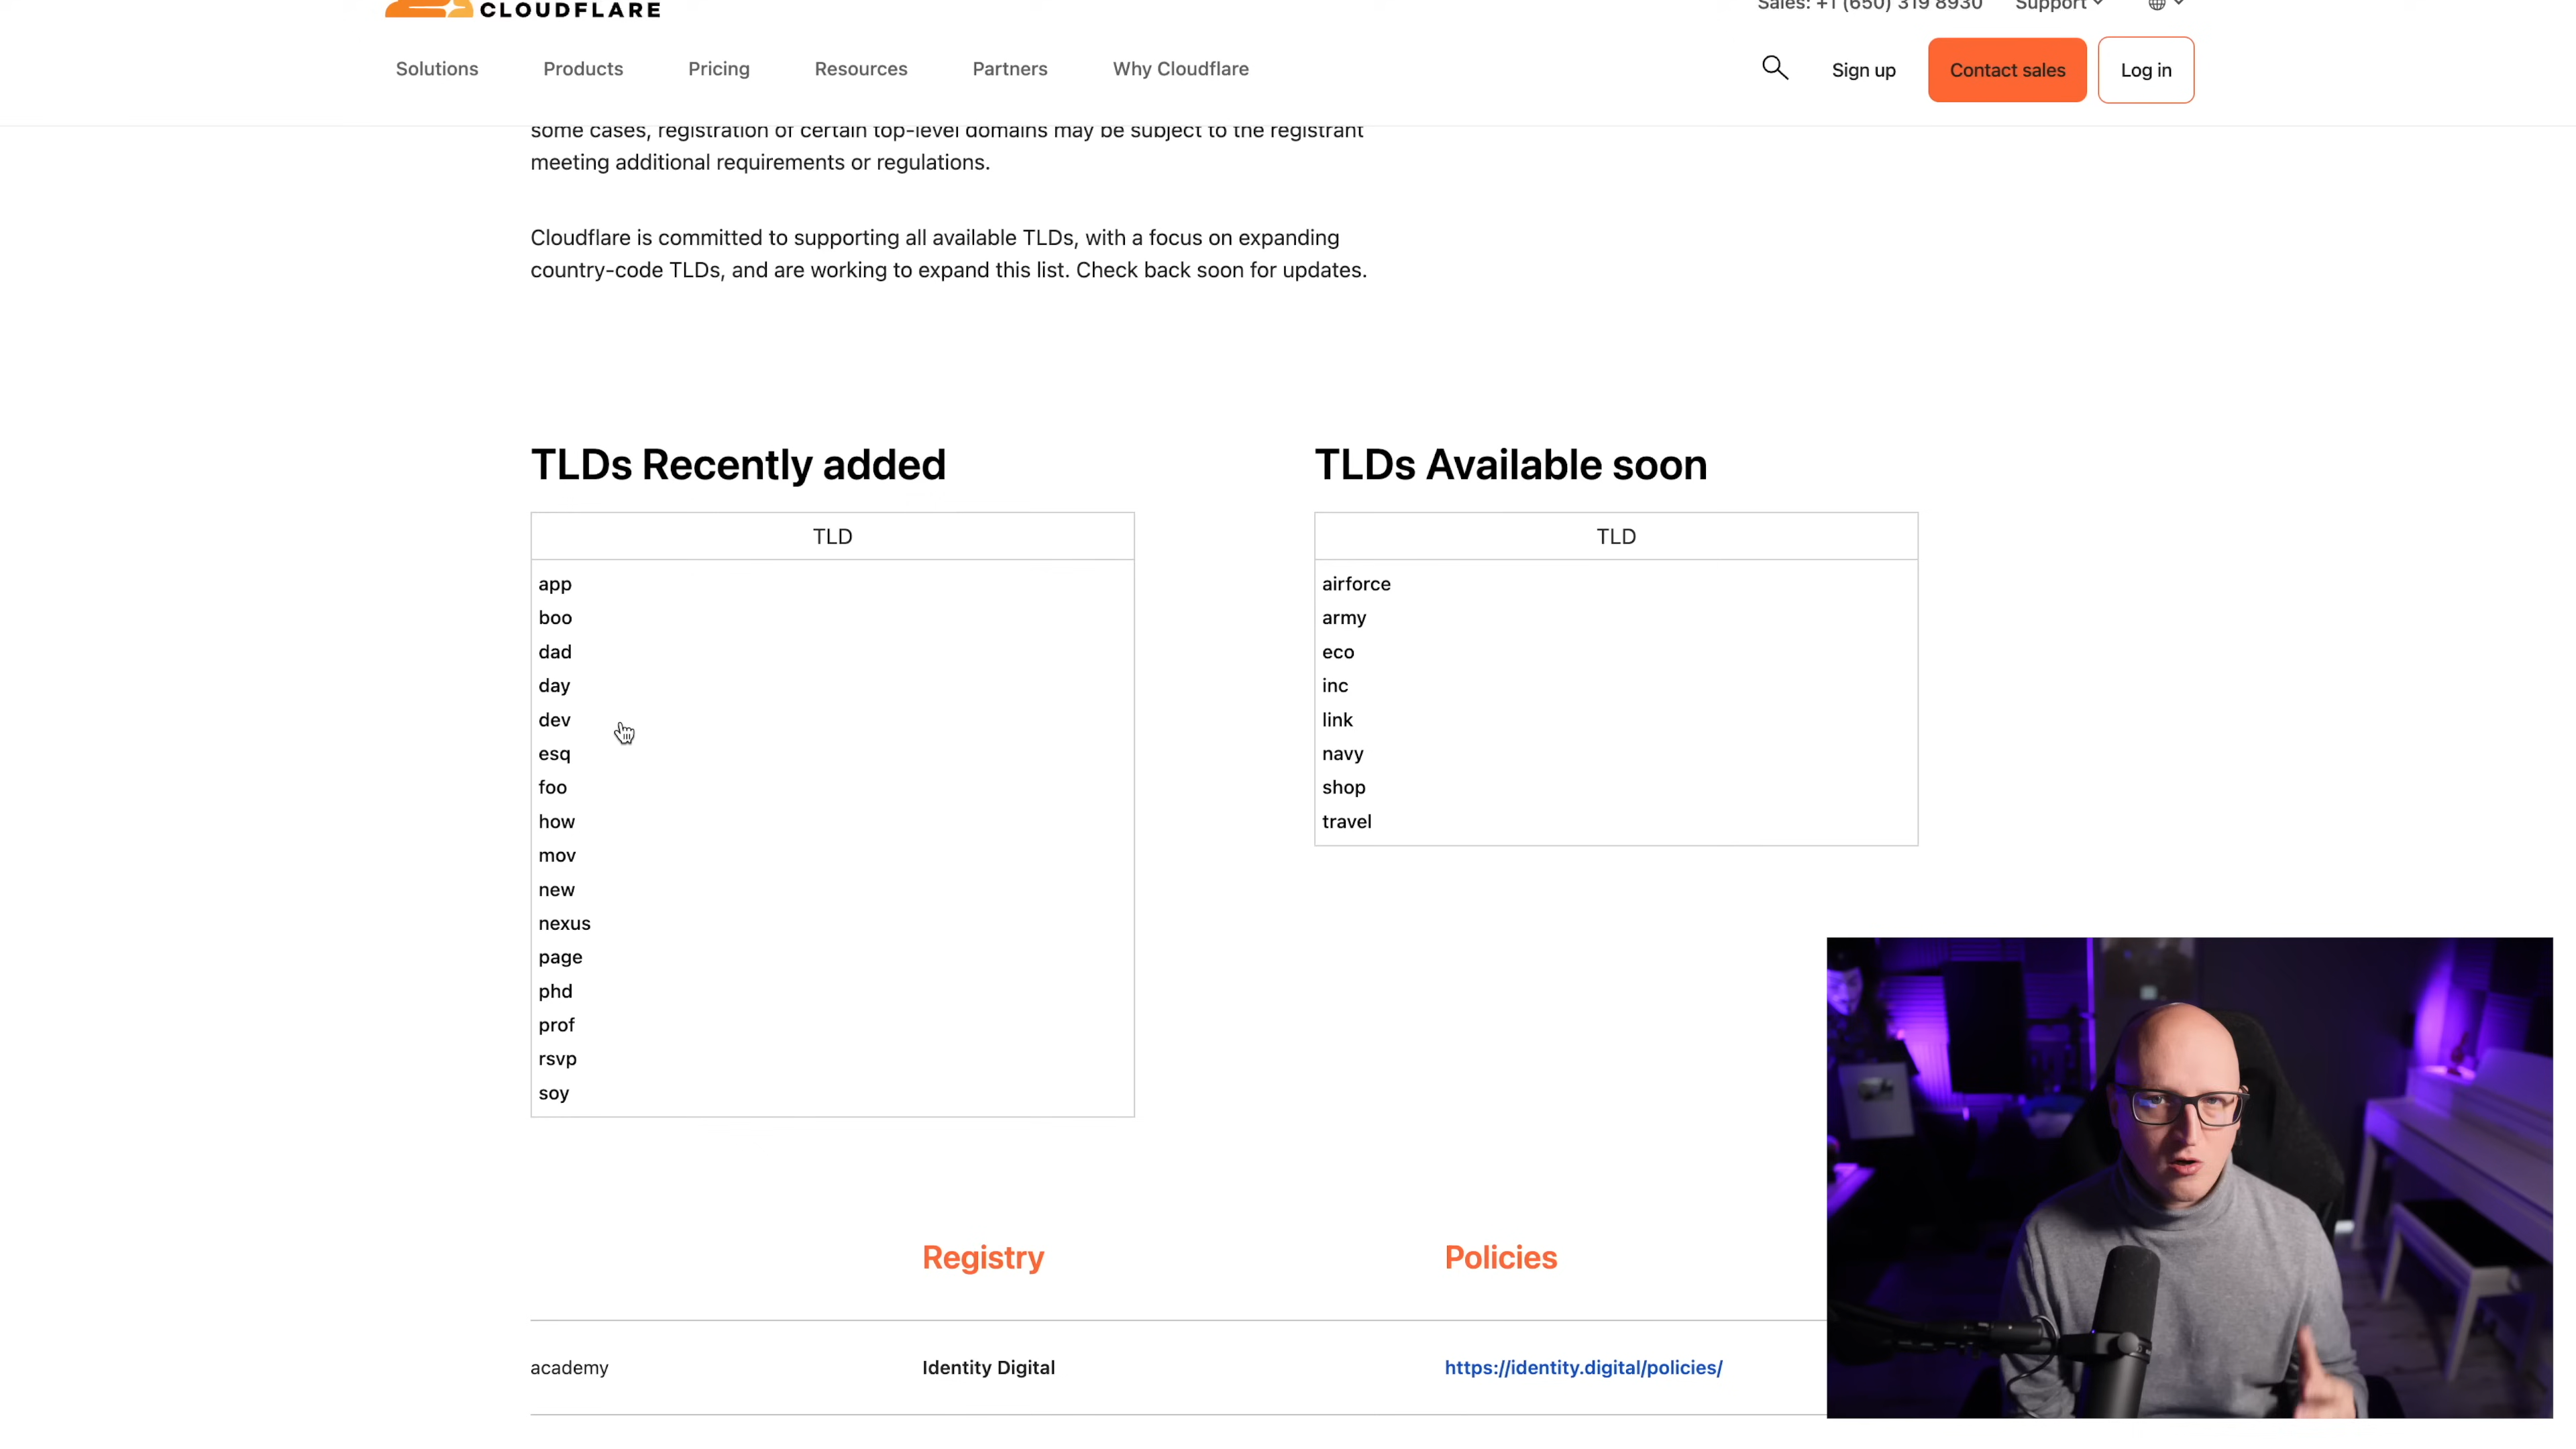 CLOUDFLARE
Sales: +1 (650) 319 8930 Support
Solutions Products Pricing Resources Partners Why Cloudflare Sign up Contact sales Log in
some cases, registration of certain top-level domains may be subject to the registrant
meeting additional requirements or regulations.
Cloudflare is committed to supporting all available TLDs, with a focus on expanding
country-code TLDs, and are working to expand this list. Check back soon for updates.
TLDs Recently added
TLD
app
boo
dad
day
dev
esq
foo
how
mov
new
nexus
page
phd
prof
rsvp
soy
TLDs Available soon
TLD
airforce
army
eco
inc
link
navy
shop
travel
Registry Policies
academy Identity Digital https://identity.digital/policies/